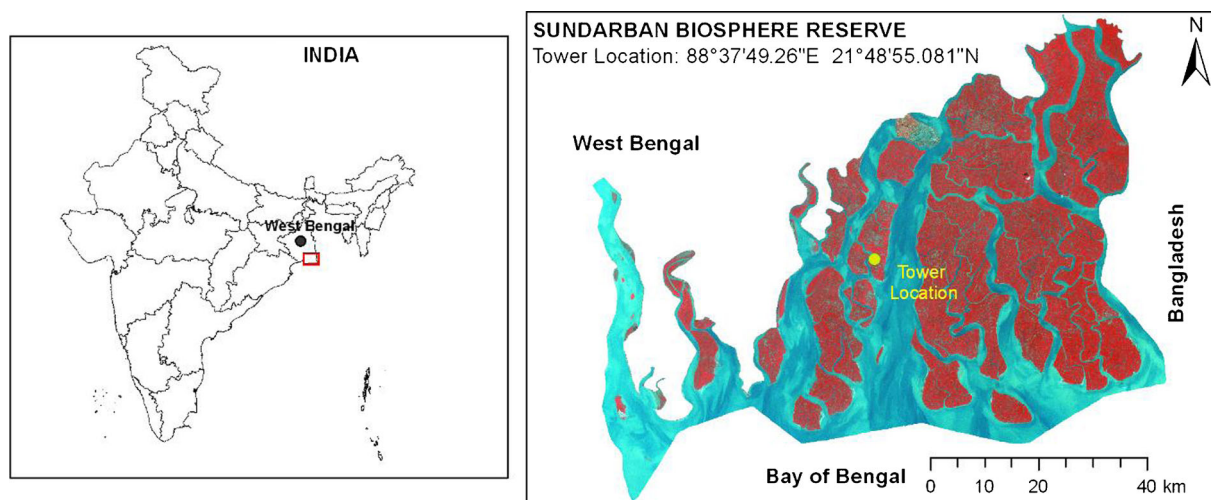 INDIA
West Bengal
SUNDARBAN BIOSPHERE RESERVE
Tower Location: 88°37'49.26"E 21°48'55.081"N
N
West Bengal
Tower
Location
Bangladesh
Bay of Bengal
0 10 20 40 km